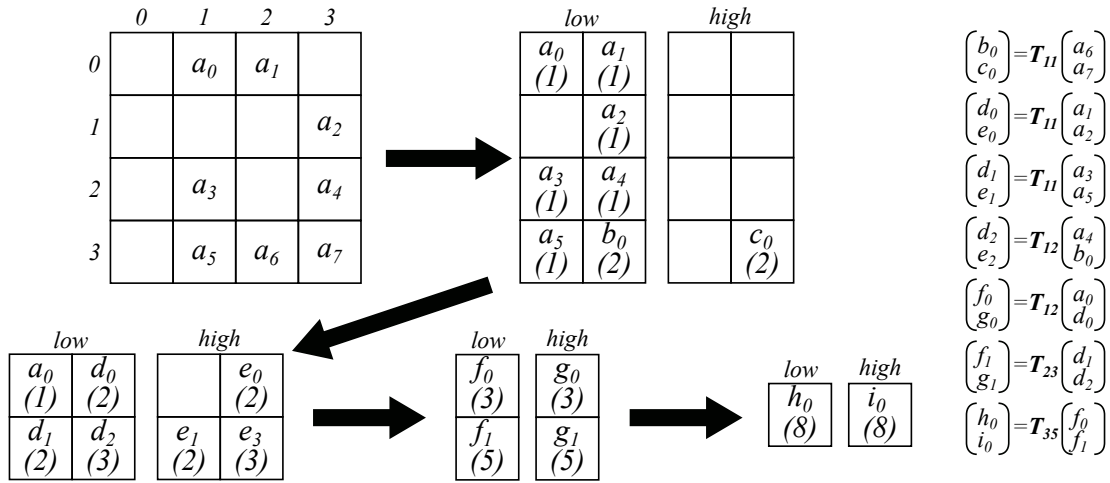 0 1 2 3
0 a0 a1
1 a2
2 a3 a4
3 a5 a6 a7
low high
a0 a1
(1) (1)
a2
(1)
a3 a4
(1) (1)
a5 b0 c0
(1) (2) (2)
low high
a0 d0 e0
(1) (2) (2)
d1 d2 e1 e3
(2) (3) (2) (3)
low high
f0 g0
(3) (3)
f1 g1
(5) (5)
low high
h0 i0
(8) (8)
(b0 c0)=T11(a6 a7)
(d0 e0)=T11(a1 a2)
(d1 e1)=T11(a3 a5)
(d2 e2)=T12(a4 b0)
(f0 g0)=T12(a0 d0)
(f1 g1)=T23(d1 d2)
(h0 i0)=T35(f0 f1)